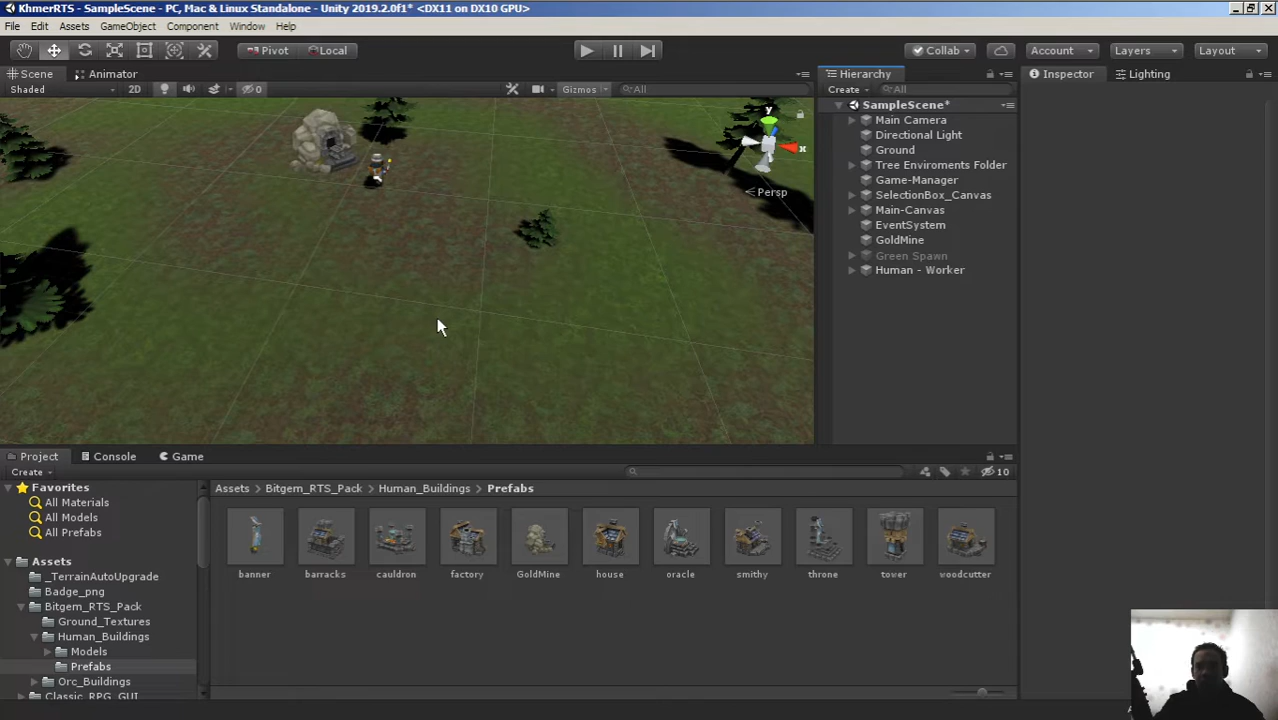 KhmerRTS - SampleScene - PC, Mac & Linux Standalone - Unity 2019.2.0f1* <DX11 on DX10 GPU>
File Edit Assets GameObject Component Window Help
Pivot Local Collab Account Layers Layout
Scene Animator Hierarchy Inspector Lighting
Shaded 2D 0 Gizmos All Create All
SampleScene*
Main Camera
Directional Light
Ground
Tree Enviroments Folder
Game-Manager
SelectionBox_Canvas
Main-Canvas
EventSystem
GoldMine
Green Spawn
Human - Worker
y
x
Persp
Project Console Game
Create 10
Favorites
All Materials
All Models
All Prefabs
Assets
_TerrainAutoUpgrade
Badge_png
Bitgem_RTS_Pack
Ground_Textures
Human_Buildings
Models
Prefabs
Orc_Buildings
Classic_RPG_GUI
Assets Bitgem_RTS_Pack Human_Buildings Prefabs
banner barracks cauldron factory GoldMine house oracle smithy throne tower woodcutter